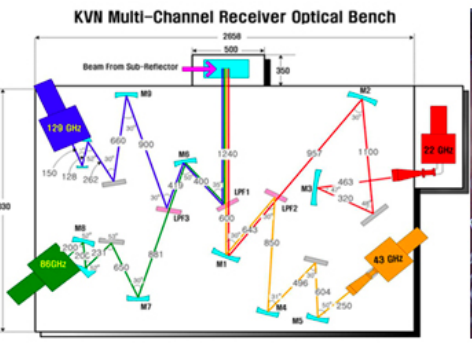 KVN Multi-Channel Receiver Optical Bench
2658
500
Beam From Sub-Reflector
350
M9
M2
129 GHz
22 GHz
660
900
957
1100
M6
1240
150
128
262
419
400
M3
463
320
LPF1
LPF2
LPF3
600
643
M8
200
231
86GHz
650
881
M1
850
43 GHz
496
604
250
M7
M4
M5